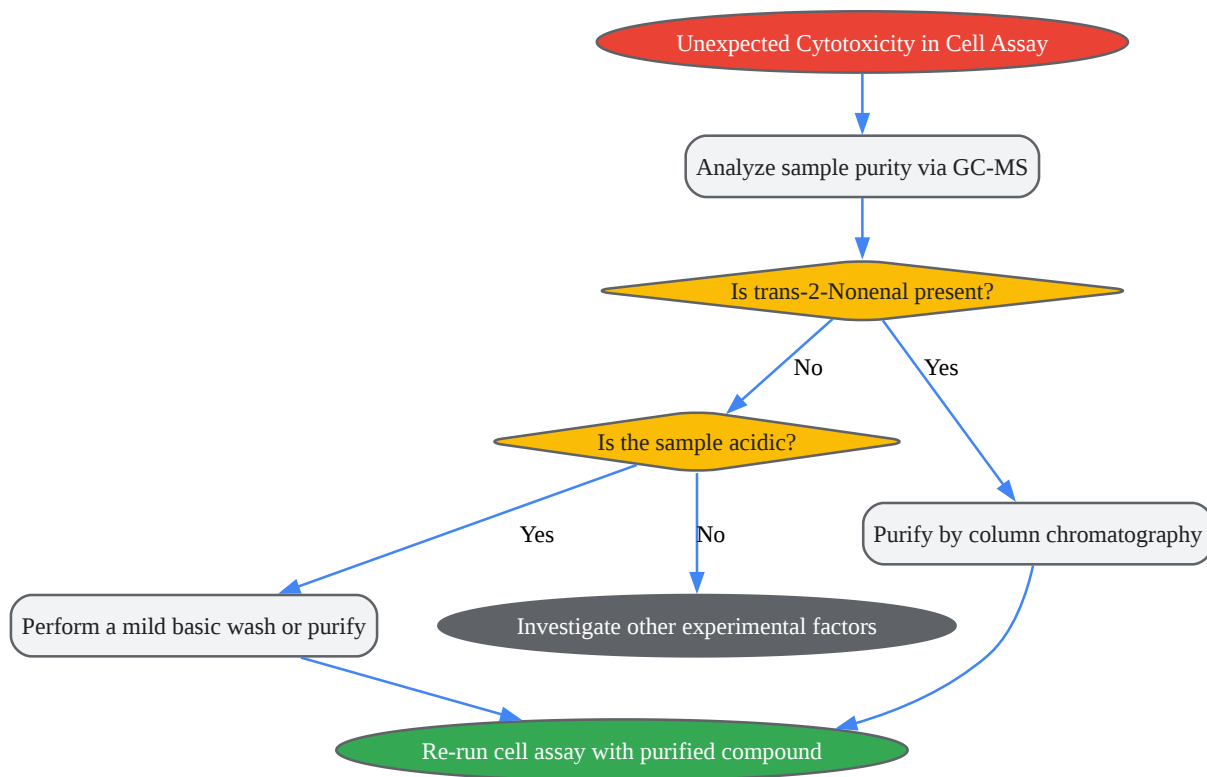 Unexpected Cytotoxicity in Cell Assay
Analyze sample purity via GC-MS
Is trans-2-Nonenal present?
No
Yes
Is the sample acidic?
Yes
No
Purify by column chromatography
Perform a mild basic wash or purify
Investigate other experimental factors
Re-run cell assay with purified compound